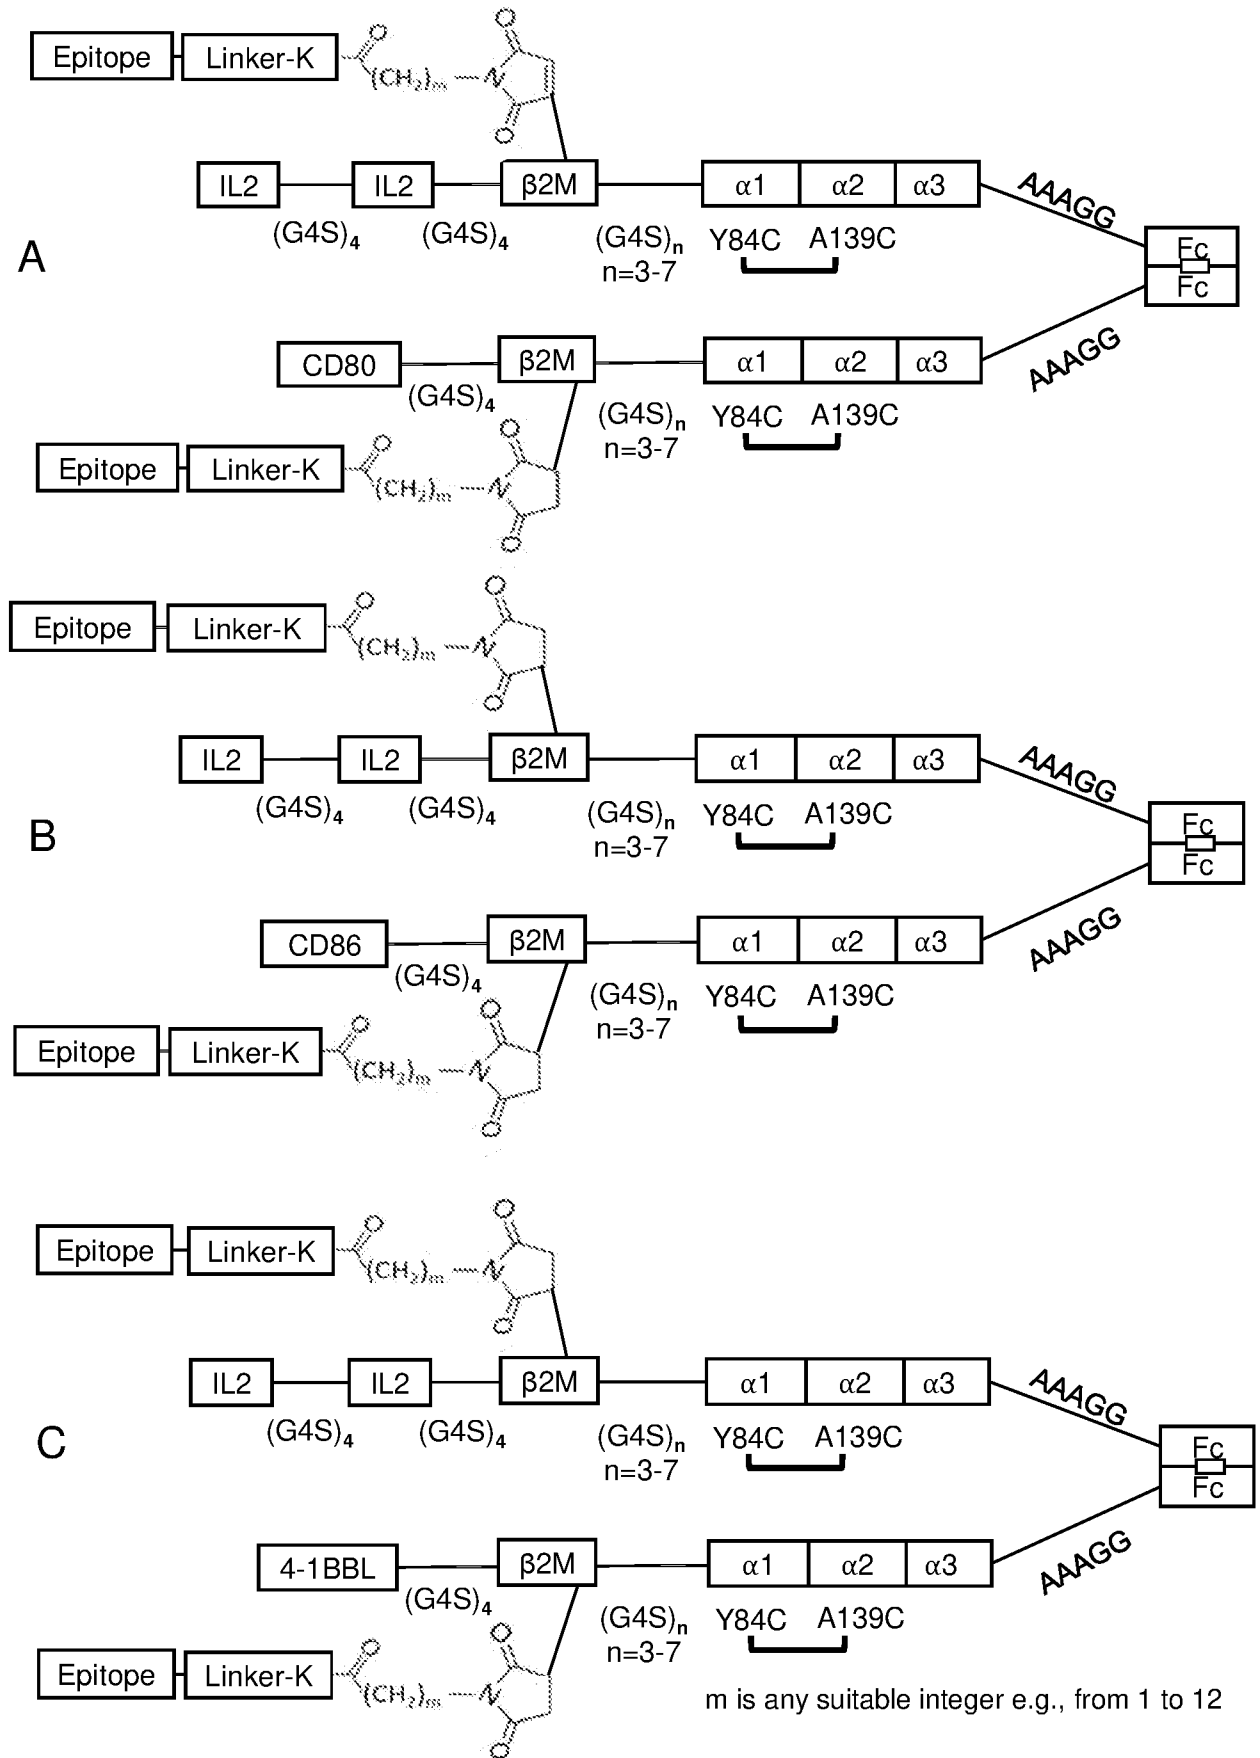 O
Epitope Linker-K O (CH2)m N
O
IL2 IL2 β2M α1 α2 α3 AAAGG
(G4S)4 (G4S)4 (G4S)n Y84C A139C
n=3-7
A
Fc
Fc
CD80 β2M α1 α2 α3 AAAGG
(G4S)4 (G4S)n Y84C A139C
n=3-7
O
Epitope Linker-K O (CH2)m N
O
O
Epitope Linker-K O (CH2)m N
O
IL2 IL2 β2M α1 α2 α3 AAAGG
(G4S)4 (G4S)4 (G4S)n Y84C A139C
n=3-7
B
Fc
Fc
CD86 β2M α1 α2 α3 AAAGG
(G4S)4 (G4S)n Y84C A139C
n=3-7
O
Epitope Linker-K O (CH2)m N
O
O
Epitope Linker-K O (CH2)m N
O
IL2 IL2 β2M α1 α2 α3 AAAGG
(G4S)4 (G4S)4 (G4S)n Y84C A139C
n=3-7
C
Fc
Fc
4-1BBL β2M α1 α2 α3 AAAGG
(G4S)4 (G4S)n Y84C A139C
n=3-7
O
Epitope Linker-K O (CH2)m N
O
m is any suitable integer e.g., from 1 to 12